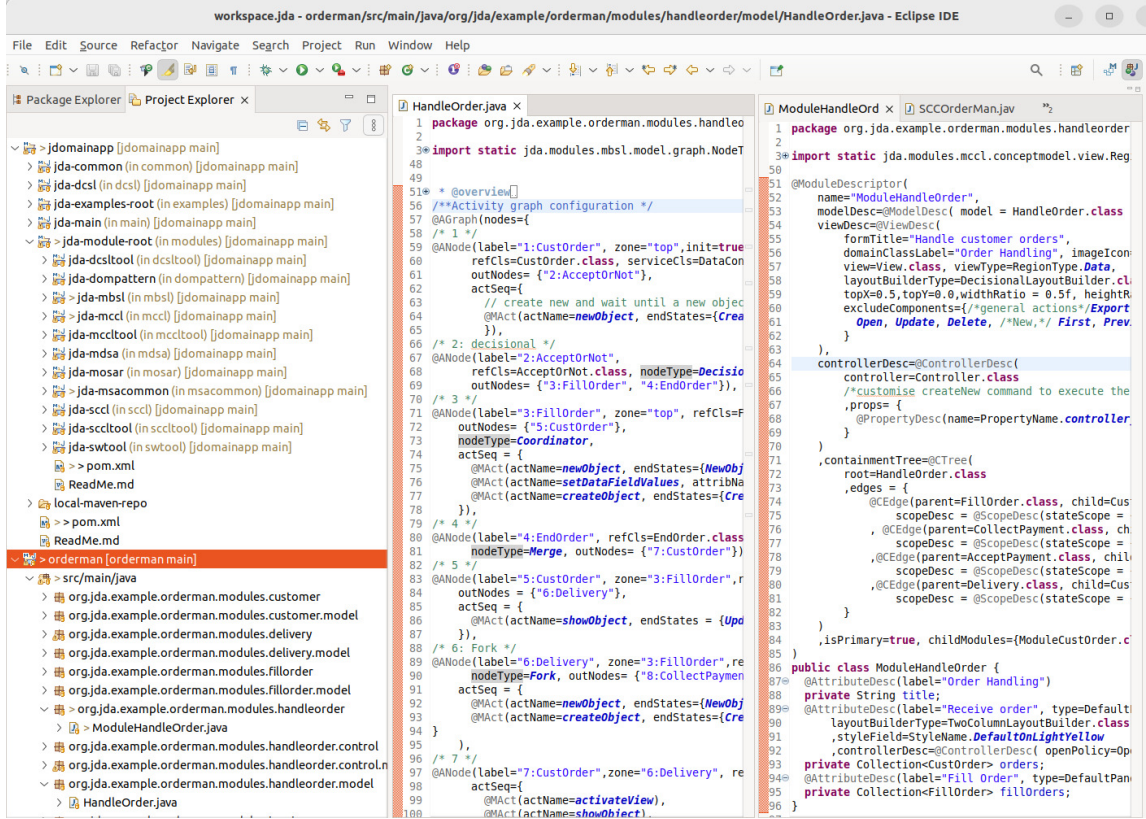 workspace.jda - orderman/src/main/java/org/jda/example/orderman/modules/handleorder/model/HandleOrder.java - Eclipse IDE
File Edit Source Refactor Navigate Search Project Run Window Help
Package Explorer Project Explorer ×
> jdomainapp [jdomainapp main]
> jda-common (in common) [jdomainapp main]
> jda-dcsl (in dcsl) [jdomainapp main]
> jda-examples-root (in examples) [jdomainapp main]
> jda-main (in main) [jdomainapp main]
> jda-module-root (in modules) [jdomainapp main]
> jda-dcsltool (in dcsltool) [jdomainapp main]
> jda-dompattern (in dompattern) [jdomainapp main]
> > jda-mbsl (in mbsl) [jdomainapp main]
> > jda-mccl (in mccl) [jdomainapp main]
> jda-mccltool (in mccltool) [jdomainapp main]
> jda-mdsa (in mdsa) [jdomainapp main]
> jda-mosar (in mosar) [jdomainapp main]
> > jda-msacommon (in msacommon) [jdomainapp main]
> jda-sccl (in sccl) [jdomainapp main]
> jda-sccltool (in sccltool) [jdomainapp main]
> jda-swtool (in swtool) [jdomainapp main]
> > pom.xml
ReadMe.md
> local-maven-repo
> > pom.xml
ReadMe.md
> orderman [orderman main]
> src/main/java
> org.jda.example.orderman.modules.customer
> org.jda.example.orderman.modules.customer.model
> org.jda.example.orderman.modules.delivery
> org.jda.example.orderman.modules.delivery.model
> org.jda.example.orderman.modules.fillorder
> org.jda.example.orderman.modules.fillorder.model
> org.jda.example.orderman.modules.handleorder
> > ModuleHandleOrder.java
> org.jda.example.orderman.modules.handleorder.control
> org.jda.example.orderman.modules.handleorder.control.n
org.jda.example.orderman.modules.handleorder.model
> HandleOrder.java
HandleOrder.java ×
1 package org.jda.example.orderman.modules.handleo
2
3 import static jda.modules.mbsl.model.graph.NodeT
48
49
51 * @overview
56 /**Activity graph configuration */
57 @AGraph(nodes={
58 /* 1 */
59 @ANode(label="1:CustOrder", zone="top",init=true
60 refCls=CustOrder.class, serviceCls=DataCon
61 outNodes= {"2:AcceptOrNot"},
62 actSeq={
63 // create new and wait until a new objec
64 @MAct(actName=newObject, endStates={Crea
65 }),
66 /* 2: decisional */
67 @ANode(label="2:AcceptOrNot",
68 refCls=AcceptOrNot.class, nodeType=Decisio
69 outNodes= {"3:FillOrder", "4:EndOrder"}),
70 /* 3 */
71 @ANode(label="3:FillOrder", zone="top", refCls=F
72 outNodes= {"5:CustOrder"},
73 nodeType=Coordinator,
74 actSeq = {
75 @MAct(actName=newObject, endStates={NewObj
76 @MAct(actName=setDataFieldValues, attribNa
77 @MAct(actName=createObject, endStates={Cre
78 }),
79 /* 4 */
80 @ANode(label="4:EndOrder", refCls=EndOrder.class
81 nodeType=Merge, outNodes= {"7:CustOrder"})
82 /* 5 */
83 @ANode(label="5:CustOrder", zone="3:FillOrder",r
84 outNodes = {"6:Delivery"},
85 actSeq = {
86 @MAct(actName=showObject, endStates = {Upd
87 }),
88 /* 6: Fork */
89 @ANode(label="6:Delivery", zone="3:FillOrder",re
90 nodeType=Fork, outNodes= {"8:CollectPaymen
91 actSeq = {
92 @MAct(actName=newObject, endStates={NewObj
93 @MAct(actName=createObject, endStates={Cre
94 }
95 ),
96 /* 7 */
97 @ANode(label="7:CustOrder",zone="6:Delivery", re
98 actSeq={
99 @MAct(actName=activateView),
100 @MAct(actName=showObject),
ModuleHandleOrd × SCCOrderMan.jav »2
1 package org.jda.example.orderman.modules.handleorder
2
3 import static jda.modules.mccl.conceptmodel.view.Reg
50
51 @ModuleDescriptor(
52 name="ModuleHandleOrder",
53 modelDesc=@ModelDesc( model = HandleOrder.class
54 viewDesc=@ViewDesc(
55 formTitle="Handle customer orders",
56 domainClassLabel="Order Handling", imageIcon=
57 view=View.class, viewType=RegionType.Data,
58 layoutBuilderType=DecisionalLayoutBuilder.cl
59 topX=0.5,topY=0.0,widthRatio = 0.5f, heightR
60 excludeComponents={/*general actions*/Export
61 Open, Update, Delete, /*New,*/ First, Prev
62 }
63 ),
64 controllerDesc=@ControllerDesc(
65 controller=Controller.class
66 /*customise createNew command to execute the
67 ,props= {
68 @PropertyDesc(name=PropertyName.controller_
69 }
70 )
71 ,containmentTree=@CTree(
72 root=HandleOrder.class
73 ,edges = {
74 @CEdge(parent=FillOrder.class, child=Cus
75 scopeDesc = @ScopeDesc(stateScope =
76 , @CEdge(parent=CollectPayment.class, ch
77 scopeDesc = @ScopeDesc(stateScope =
78 ,@CEdge(parent=AcceptPayment.class, chil
79 scopeDesc = @ScopeDesc(stateScope =
80 ,@CEdge(parent=Delivery.class, child=Cus
81 scopeDesc = @ScopeDesc(stateScope =
82 }
83 )
84 ,isPrimary=true, childModules={ModuleCustOrder.c
85 )
86 public class ModuleHandleOrder {
87 @AttributeDesc(label="Order Handling")
88 private String title;
89 @AttributeDesc(label="Receive order", type=Default
90 layoutBuilderType=TwoColumnLayoutBuilder.class
91 ,styleField=StyleName.DefaultOnLightYellow
92 ,controllerDesc=@ControllerDesc( openPolicy=Op
93 private Collection<CustOrder> orders;
94 @AttributeDesc(label="Fill Order", type=DefaultPan
95 private Collection<FillOrder> fillOrders;
96 }